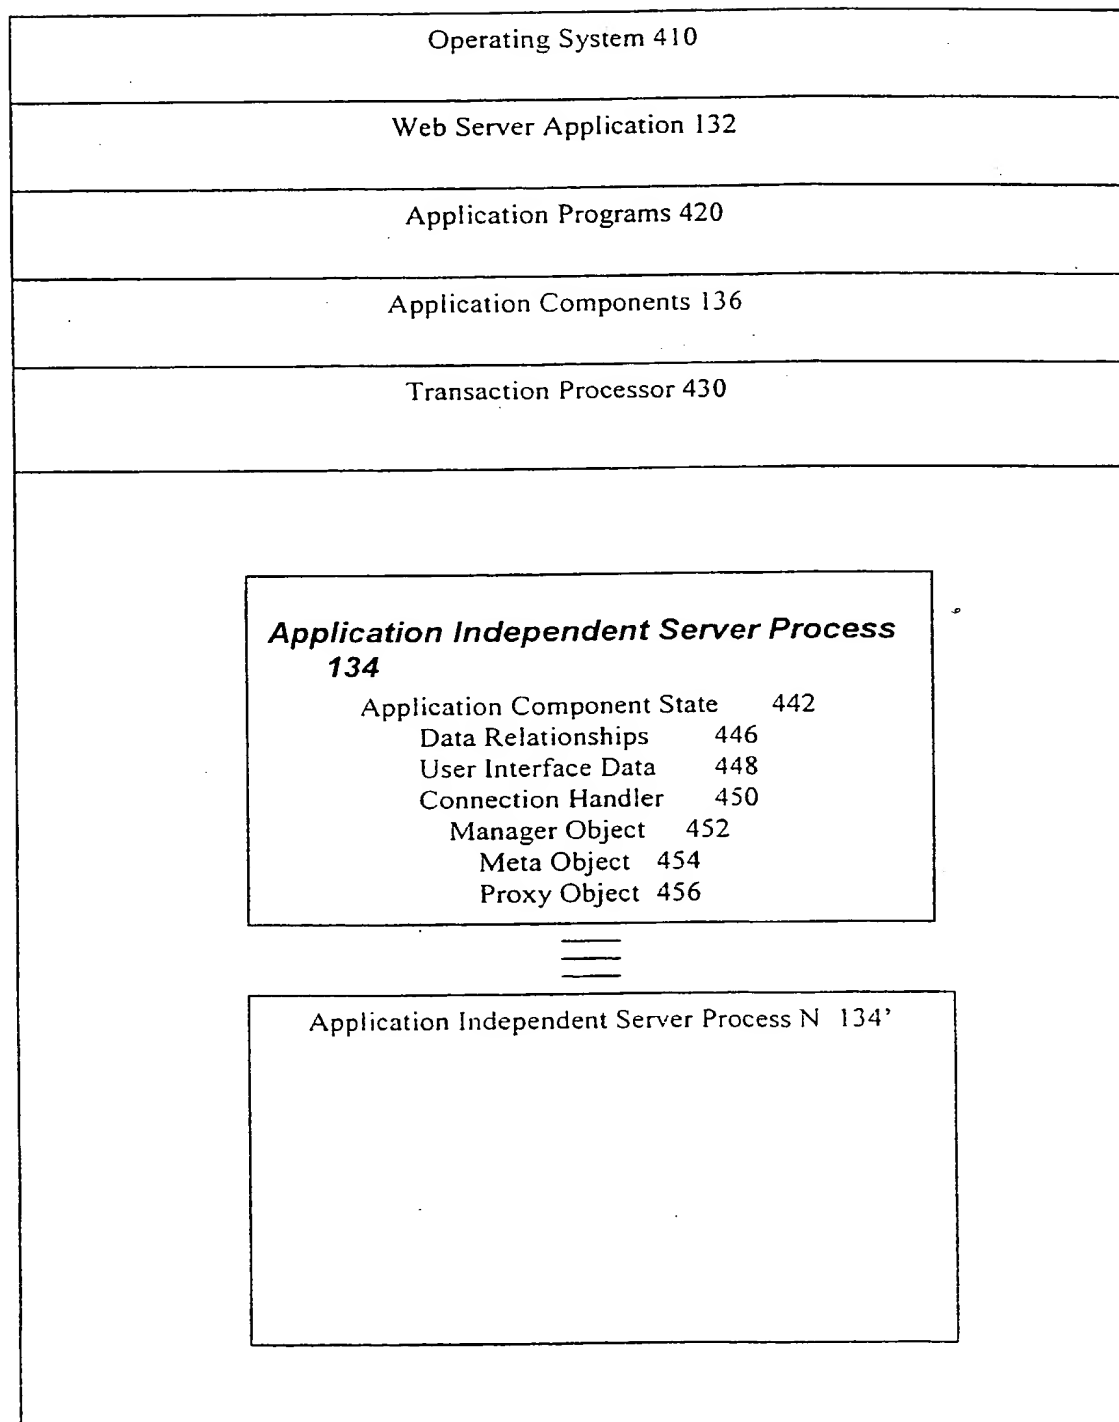 Operating System 410
Web Server Application 132
Application Programs 420
Application Components 136
Transaction Processor 430
Application Independent Server Process
134
Application Component State 442
Data Relationships 446
User Interface Data 448
Connection Handler 450
Manager Object 452
Meta Object 454
Proxy Object 456
Application Independent Server Process N 134’